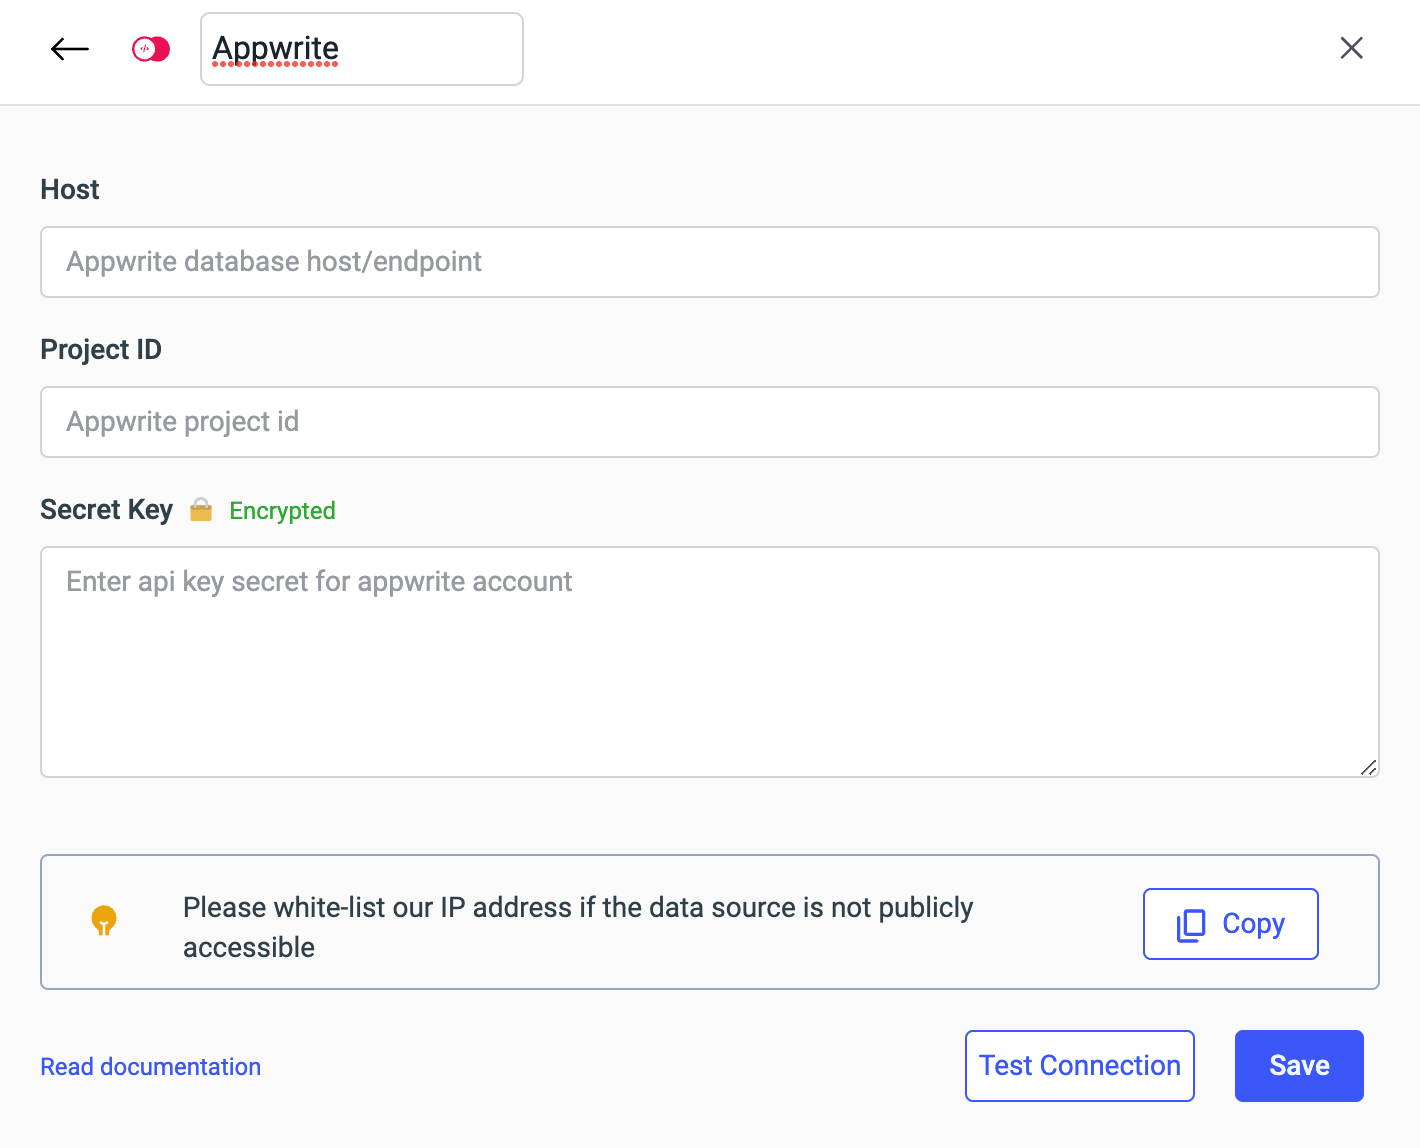 Appwrite
Host
Appwrite database host/endpoint
Project ID
Appwrite project id
Secret Key Encrypted
Enter api key secret for appwrite account
Please white-list our IP address if the data source is not publicly
accessible
Copy
Read documentation
Test Connection
Save